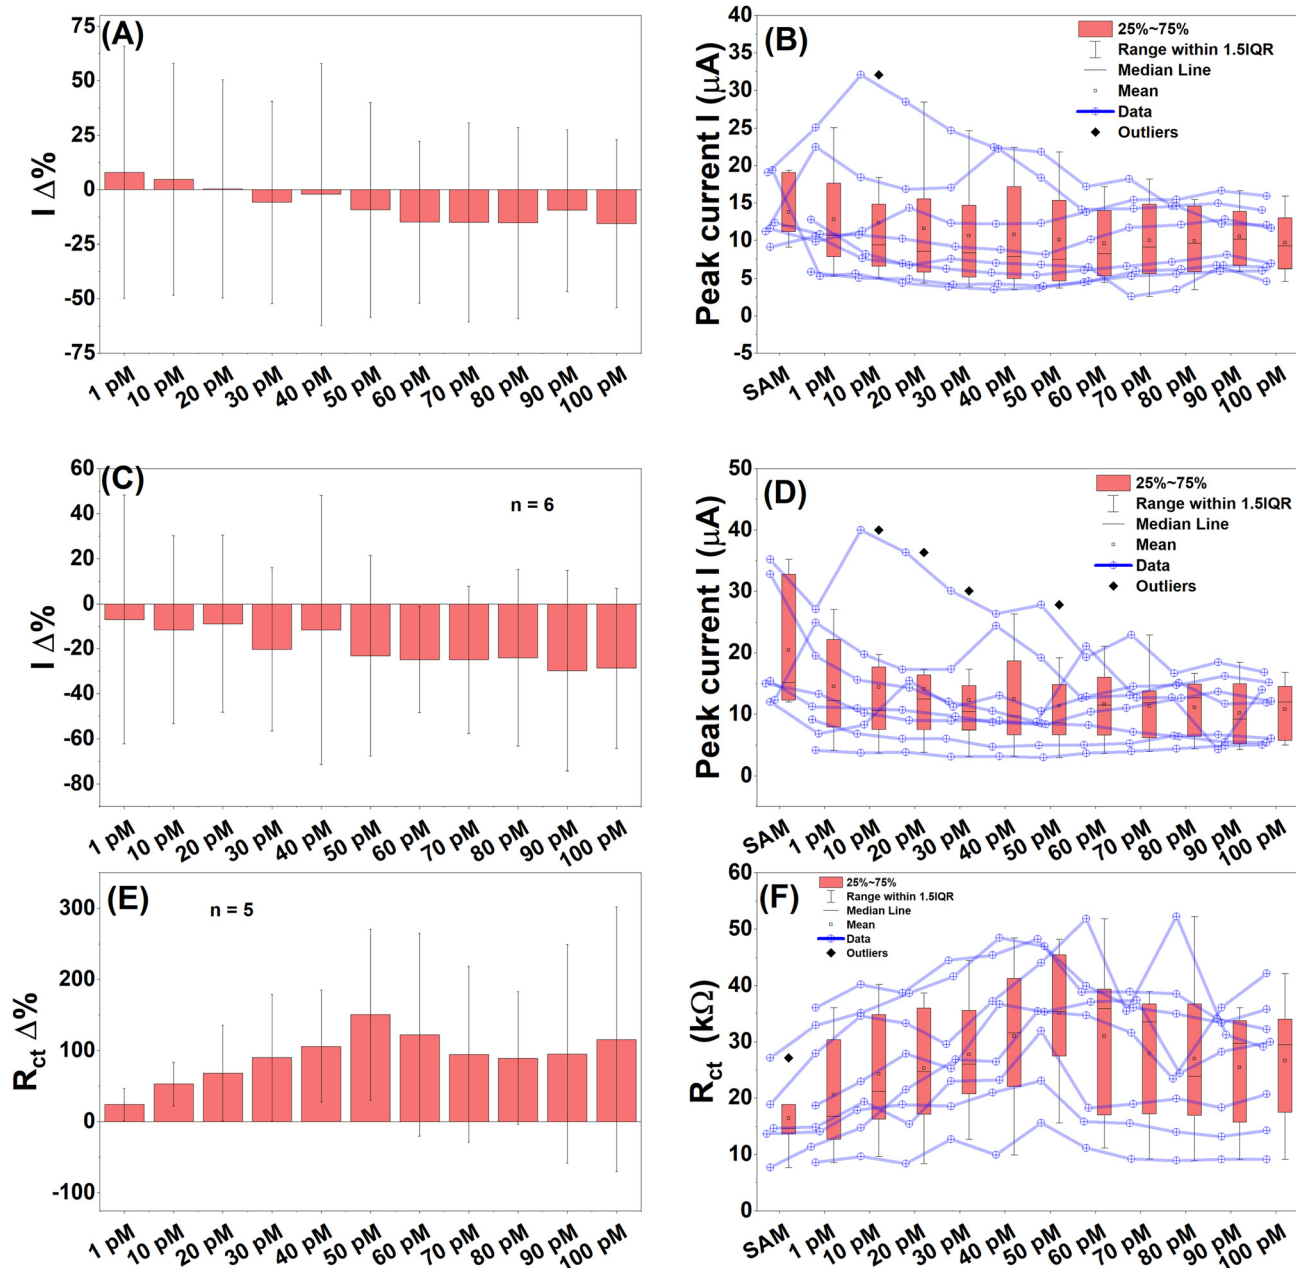 (A)
I Δ%
75
50
25
0
-25
-50
-75
1 pM 10 pM 20 pM 30 pM 40 pM 50 pM 60 pM 70 pM 80 pM 90 pM 100 pM
(B)
Peak current I (μA)
40
35
30
25
20
15
10
5
0
-5
25%~75%
Range within 1.5IQR
Median Line
Mean
Data
Outliers
SAM 1 pM 10 pM 20 pM 30 pM 40 pM 50 pM 60 pM 70 pM 80 pM 90 pM 100 pM
(C)
n = 6
I Δ%
60
40
20
0
-20
-40
-60
-80
1 pM 10 pM 20 pM 30 pM 40 pM 50 pM 60 pM 70 pM 80 pM 90 pM 100 pM
(D)
Peak current I (μA)
50
40
30
20
10
0
25%~75%
Range within 1.5IQR
Median Line
Mean
Data
Outliers
SAM 1 pM 10 pM 20 pM 30 pM 40 pM 50 pM 60 pM 70 pM 80 pM 90 pM 100 pM
(E)
n = 5
Rct Δ%
300
200
100
0
-100
1 pM 10 pM 20 pM 30 pM 40 pM 50 pM 60 pM 70 pM 80 pM 90 pM 100 pM
(F)
Rct (kΩ)
60
50
40
30
20
10
0
25%~75%
Range within 1.5IQR
Median Line
Mean
Data
Outliers
SAM 1 pM 10 pM 20 pM 30 pM 40 pM 50 pM 60 pM 70 pM 80 pM 90 pM 100 pM